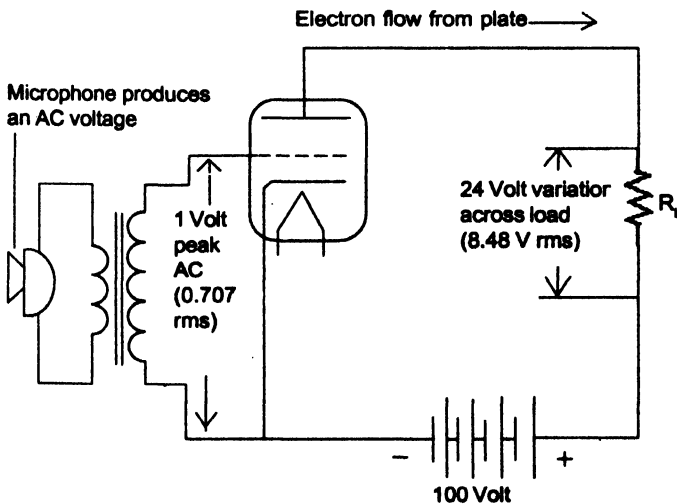 Electron flow from plate
Microphone produces
an AC voltage
1 Volt
peak
AC
(0.707
rms)
24 Volt variation
across load
(8.48 V rms)
R
-
+
100 Volt